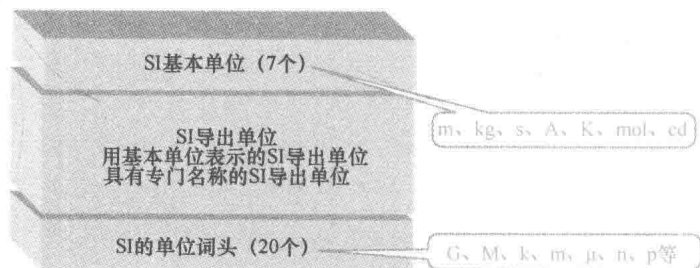 SI基本单位（7个）
m、kg、s、A、K、mol、cd
SI导出单位
用基本单位表示的SI导出单位
具有专门名称的SI导出单位
SI的单位词头（20个）
G、M、k、m、μ、n、p等